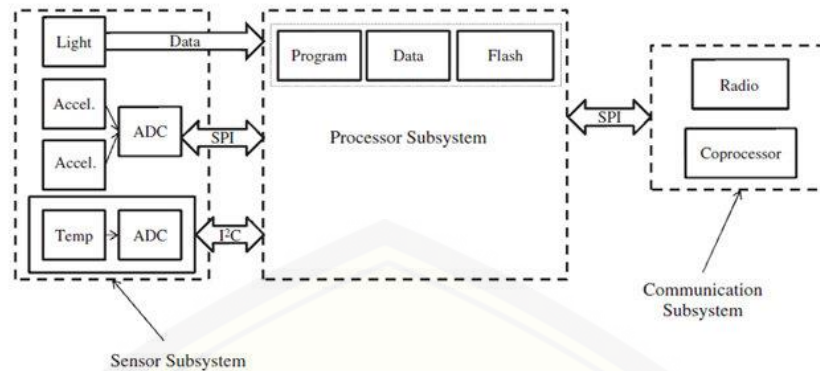 Light
Data
Accel.
Accel.
ADC
SPI
Temp
ADC
I²C
Program
Data
Flash
Processor Subsystem
SPI
Radio
Coprocessor
Sensor Subsystem
Communication
Subsystem